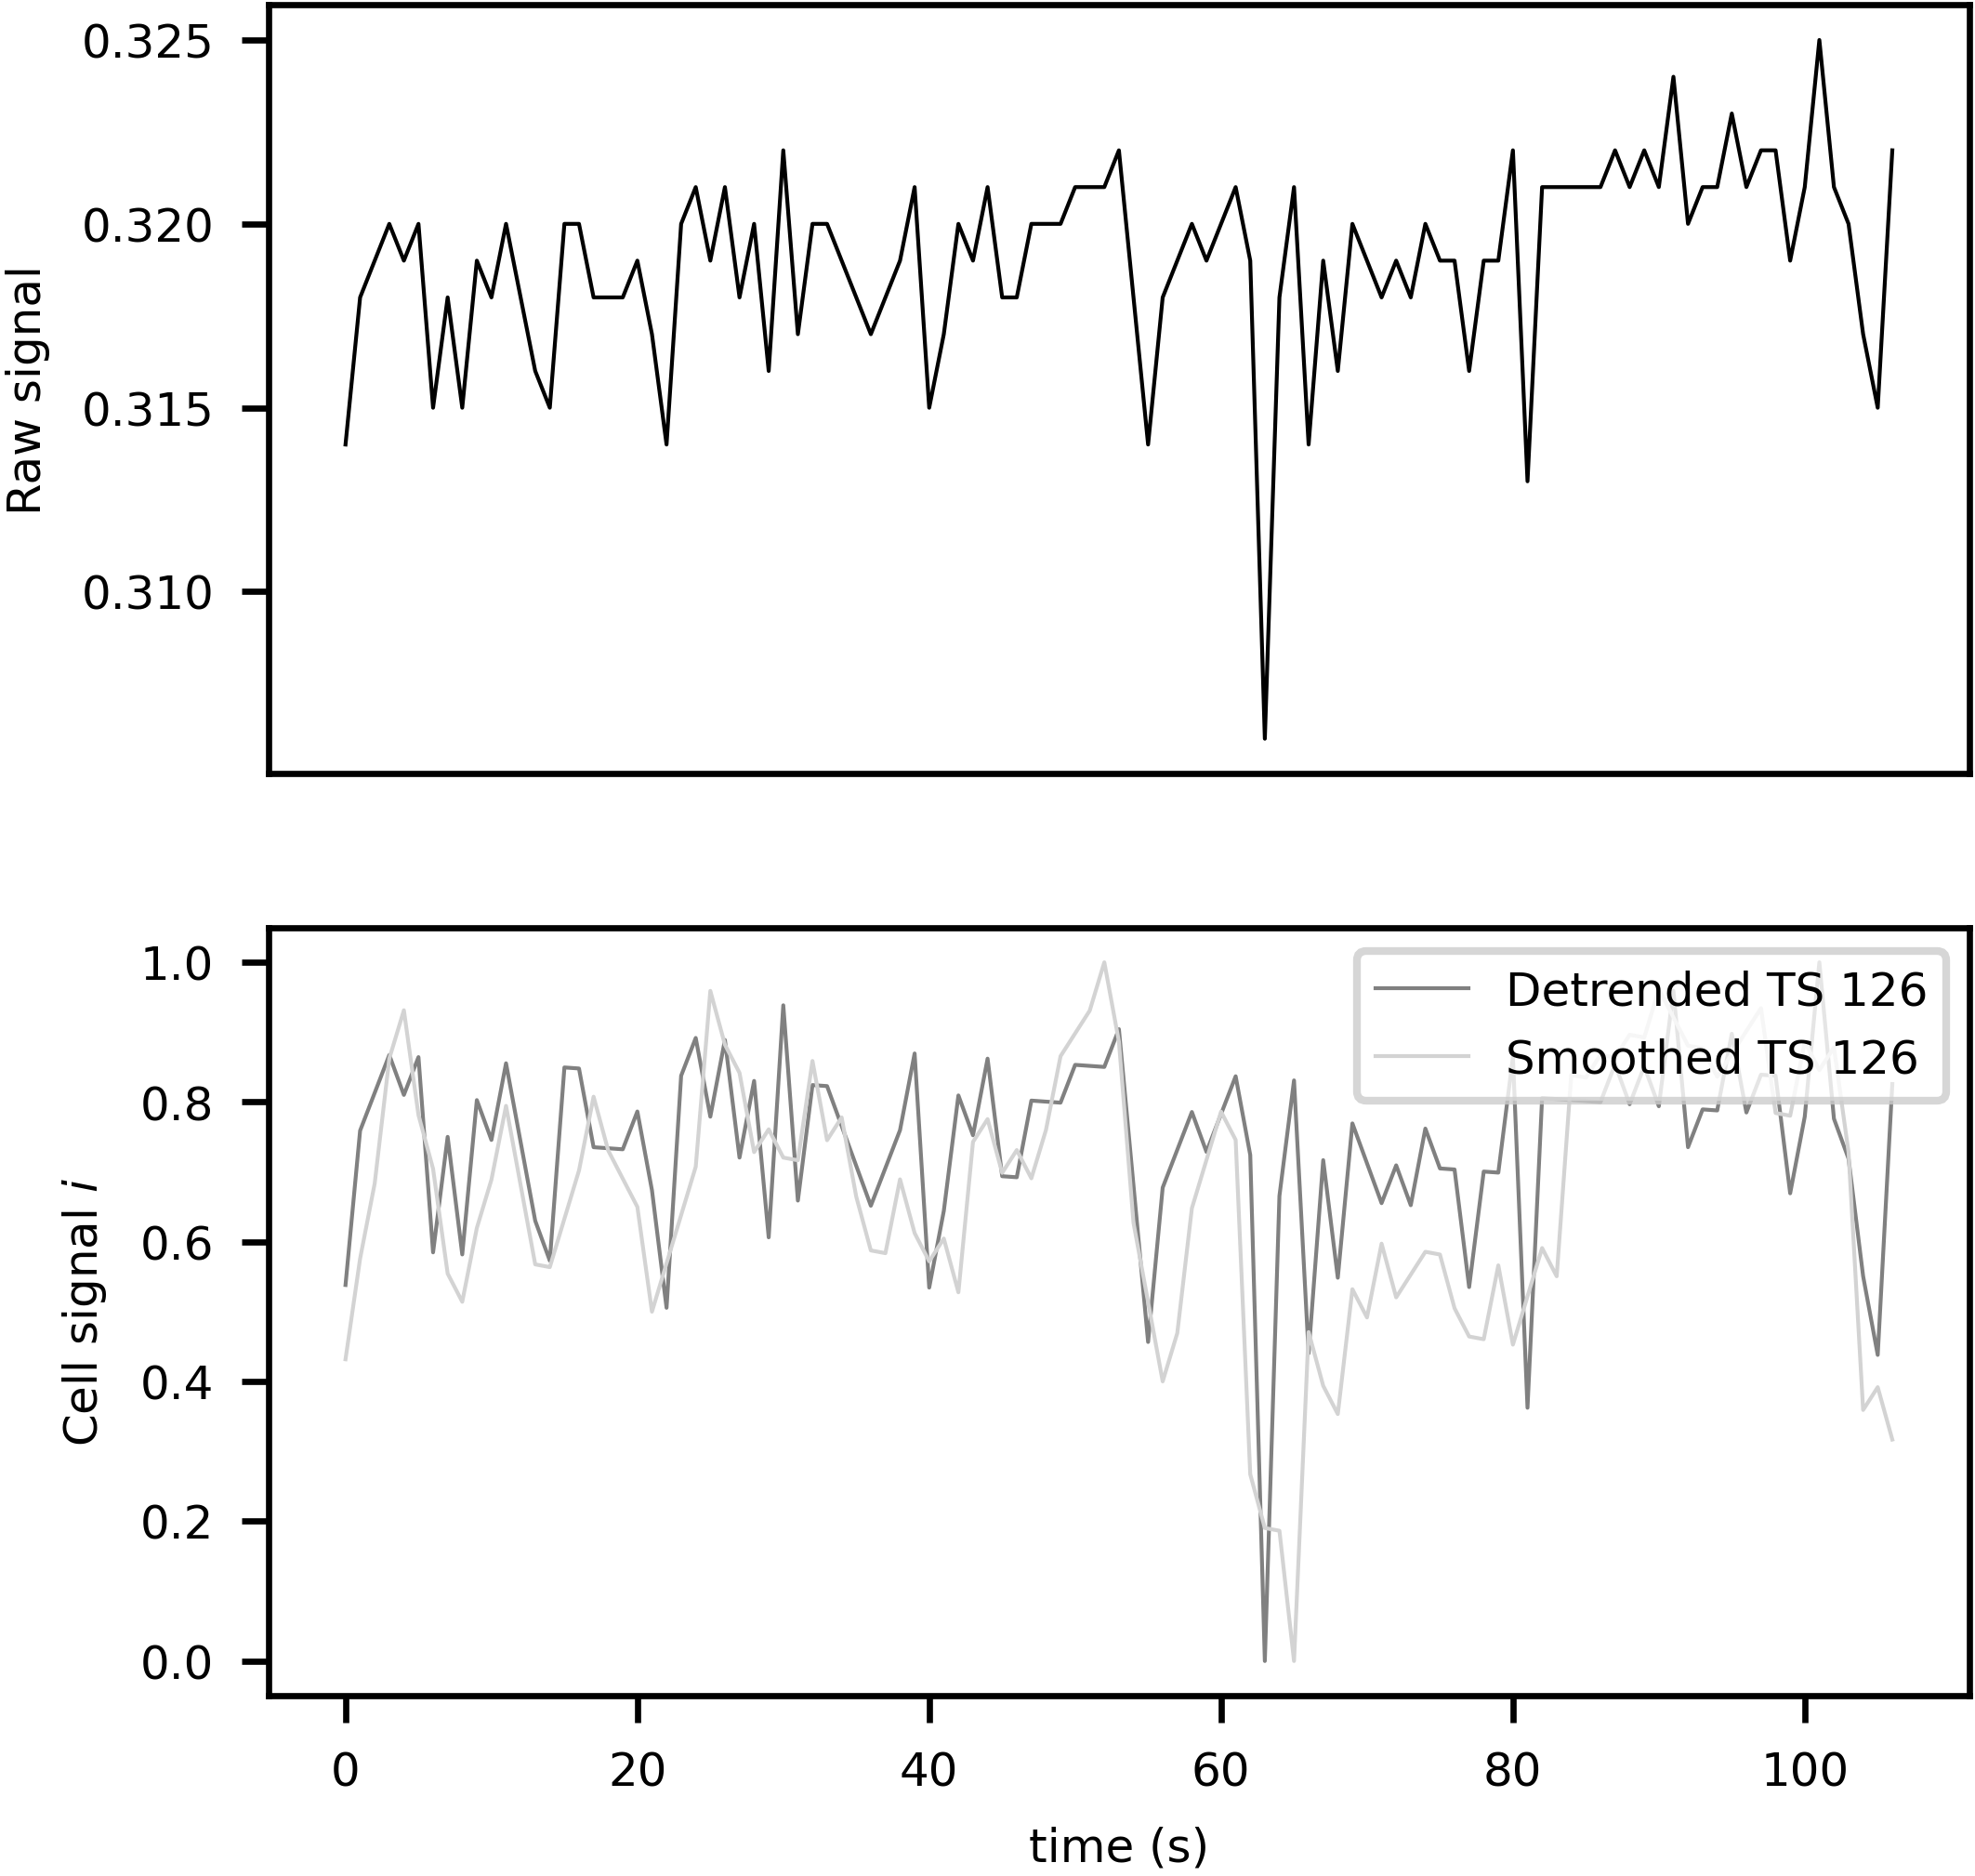 0.325
0.320
0.315
0.310
Raw signal
1.0
0.8
0.6
0.4
0.2
0.0
Cell signal i
Detrended TS 126
Smoothed TS 126
0 20 40 60 80 100
time (s)